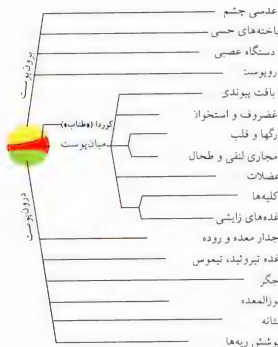 عدسی چشم
یاخته‌های حسی
دستگاه عصبی
روپوست
بافت پیوندی
غضروف و استخوان
رگها و قلب
مجاری لنفی و طحال
عضلات
کلیه‌ها
غده‌های زایشی
جدار معده و روده
غده تیروئید، تیموس
جگر
لوزالمعده
مثانه
پوشش ریه‌ها
برون‌پوست
کوردا («طناب»)
میان‌پوست
درون‌پوست